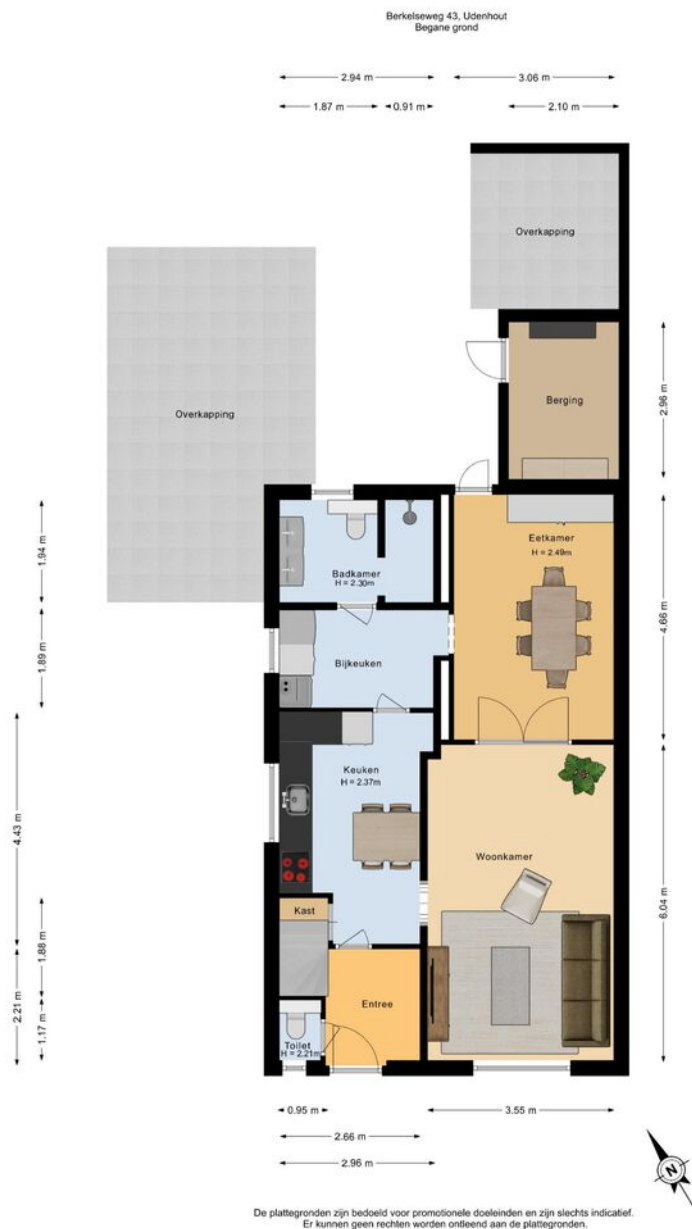 Berkelseweg 43, Udenhout
Begane grond
2.94 m
3.06 m
1.87 m
0.91 m
2.10 m
Overkapping
Overkapping
Berging
2.96 m
1.94 m
Badkamer
H = 2.30m
Eetkamer
H = 2.49m
4.66 m
1.89 m
Bijkeuken
4.43 m
Keuken
H = 2.37m
Woonkamer
6.04 m
Kast
1.88 m
2.21 m
Entree
1.17 m
Toilet
H = 2.21m
0.95 m
3.55 m
2.66 m
2.96 m
N
De plattegronden zijn bedoeld voor promotionele doeleinden en zijn slechts indicatief.
Er kunnen geen rechten worden ontleend aan de plattegronden.